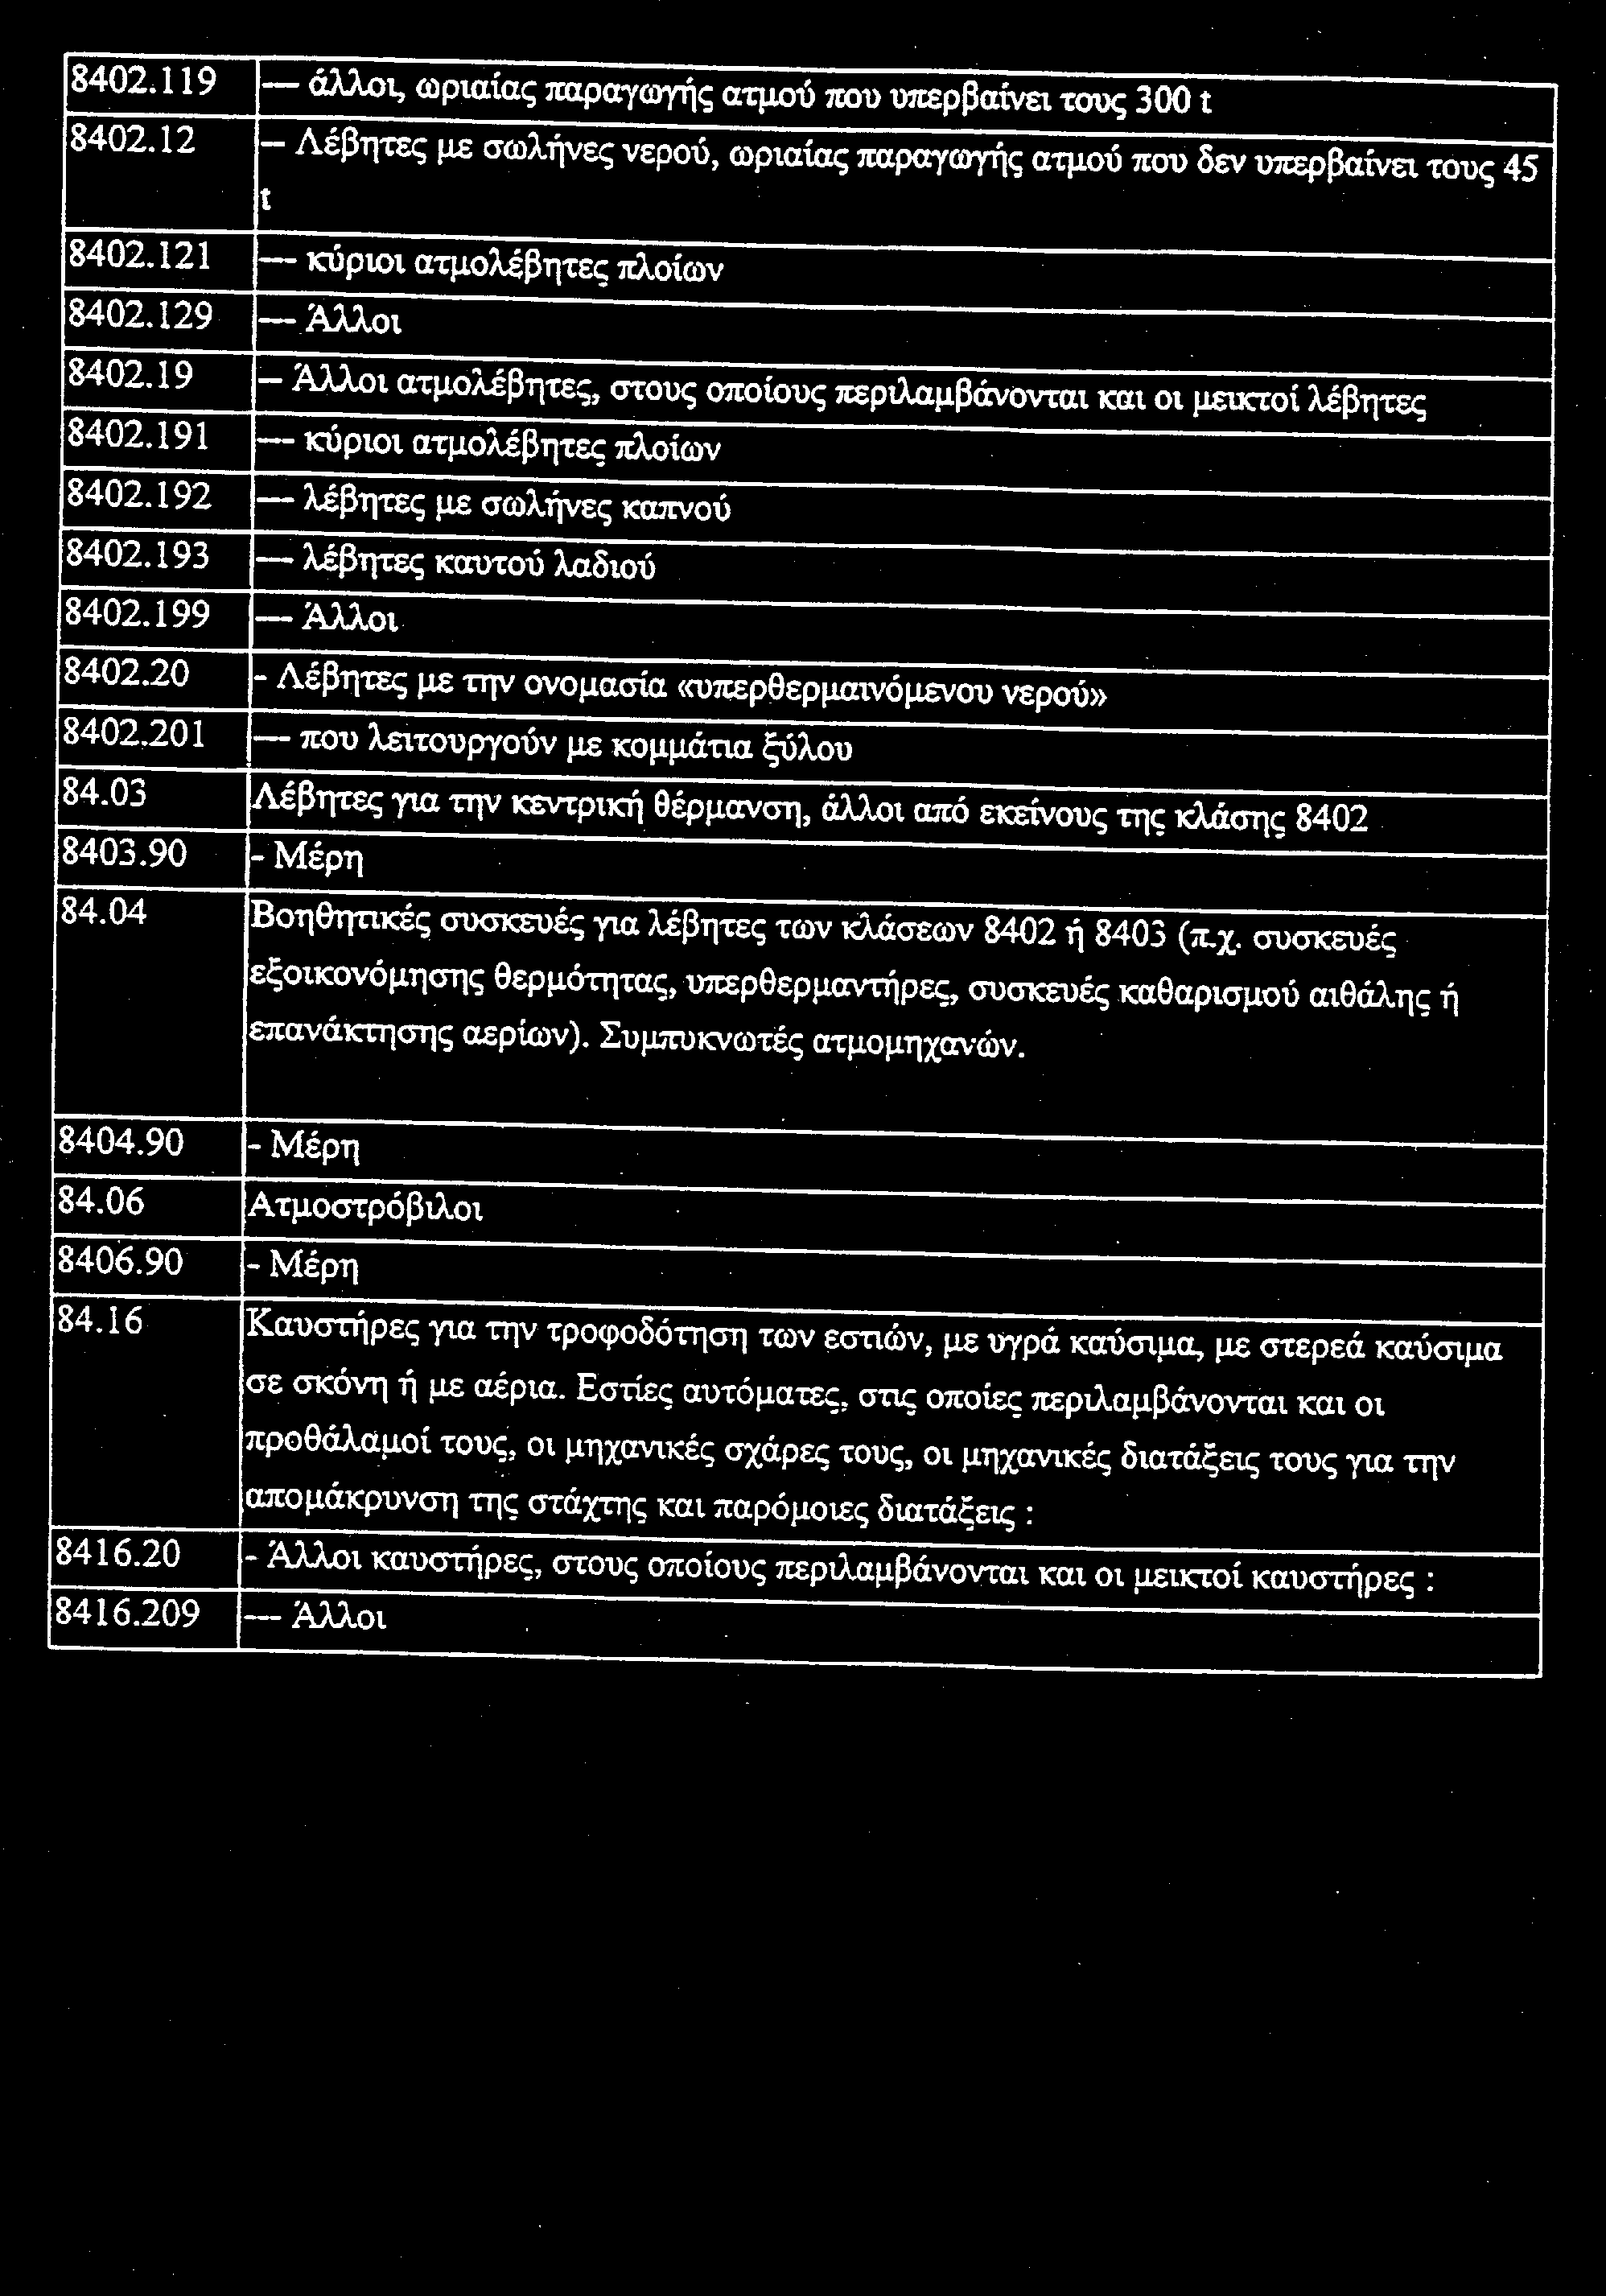 8402.119 — άλλοι, ωριαίας παραγωγής ατμού που υπερβαίνει τους 300 t
8402.12 – Λέβητες με σωλήνες νερού, ωριαίας παραγωγής ατμού που δεν υπερβαίνει τους 45
t
8402.121 — κύριοι ατμολέβητες πλοίων
8402.129 — Άλλοι
8402.19 – Άλλοι ατμολέβητες, στους οποίους περιλαμβάνονται και οι μεικτοί λέβητες
8402.191 — κύριοι ατμολέβητες πλοίων
8402.192 — λέβητες με σωλήνες καπνού
8402.193 — λέβητες καυτού λαδιού
8402.199 — Άλλοι
8402.20 - Λέβητες με την ονομασία «υπερθερμαινόμενου νερού»
8402.201 — που λειτουργούν με κομμάτια ξύλου
84.03 Λέβητες για την κεντρική θέρμανση, άλλοι από εκείνους της κλάσης 8402
8403.90 - Μέρη
84.04 Βοηθητικές συσκευές για λέβητες των κλάσεων 8402 ή 8403 (π.χ. συσκευές
εξοικονόμησης θερμότητας, υπερθερμαντήρες, συσκευές καθαρισμού αιθάλης ή
επανάκτησης αερίων). Συμπυκνωτές ατμομηχανών.
8404.90 - Μέρη
84.06 Ατμοστρόβιλοι
8406.90 - Μέρη
84.16 Καυστήρες για την τροφοδότηση των εστιών, με υγρά καύσιμα, με στερεά καύσιμα
σε σκόνη ή με αέρια. Εστίες αυτόματες, στις οποίες περιλαμβάνονται και οι
προθάλαμοί τους, οι μηχανικές σχάρες τους, οι μηχανικές διατάξεις τους για την
απομάκρυνση της στάχτης και παρόμοιες διατάξεις :
8416.20 - Άλλοι καυστήρες, στους οποίους περιλαμβάνονται και οι μεικτοί καυστήρες :
8416.209 — Άλλοι